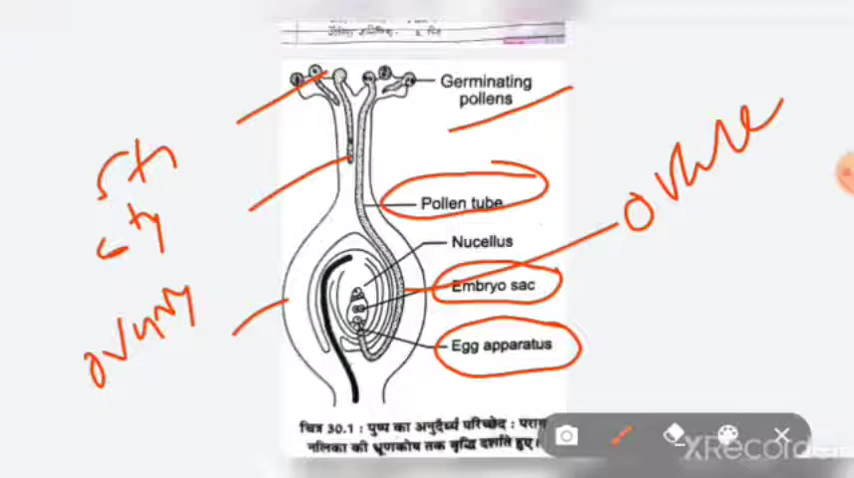 Germinating
pollens
Pollen tube
Nucellus
Embryo sac
Egg apparatus
sti
sty
ovary
ovule
चित्र 30.1 : पुष्प का अनुदैर्ध्य परिच्छेद : पराग
नलिका की भ्रूणकोष तक वृद्धि दर्शाते हुए।
XRecorder